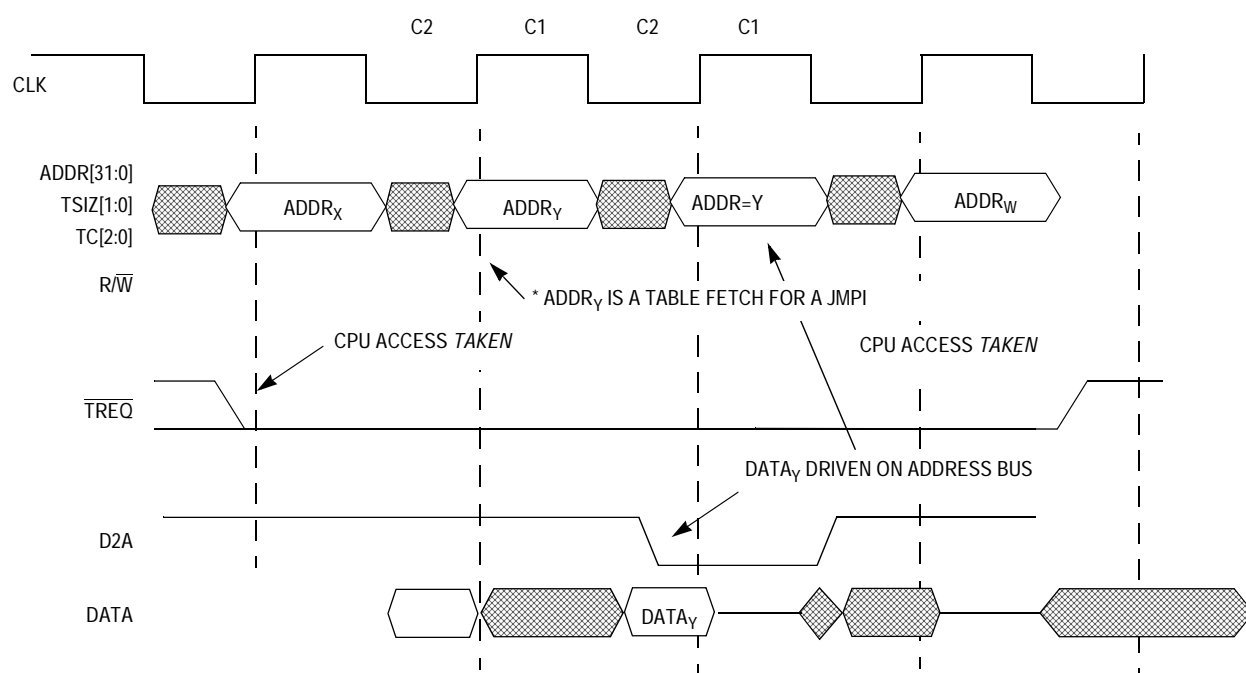 C2 C1 C2 C1
CLK
ADDR[31:0]
TSIZ[1:0]
TC[2:0]
R/W̅
ADDRX ADDRY ADDR=Y ADDRW
* ADDRY IS A TABLE FETCH FOR A JMPI
CPU ACCESS TAKEN
CPU ACCESS TAKEN
T̅R̅E̅Q̅
DATAY DRIVEN ON ADDRESS BUS
D2A
DATA
DATAY